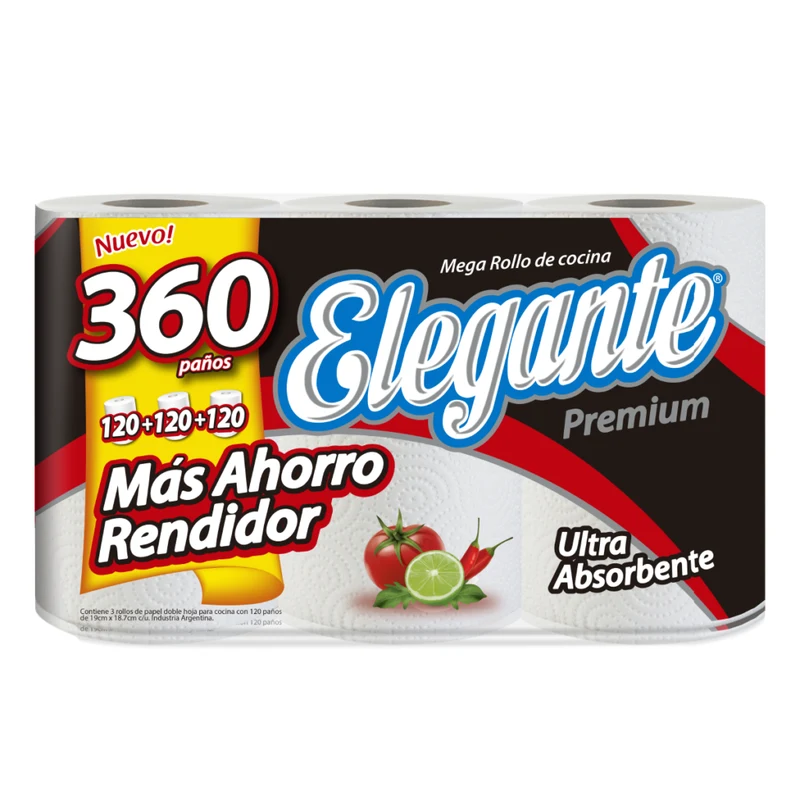 Nuevo!
360
paños
120+120+120
Más Ahorro
Rendidor
Mega Rollo de cocina
Elegante®
Premium
Ultra
Absorbente
Contiene 3 rollos de papel doble hoja para cocina con 120 paños
de 19cm x 18.7cm c/u. Industria Argentina.